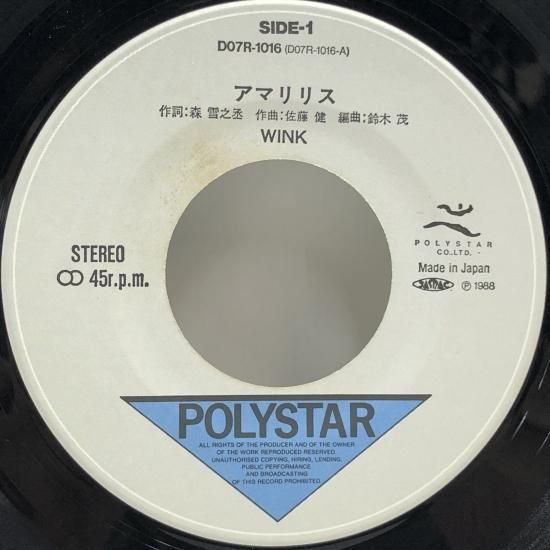 SIDE-1
D07R-1016 (D07R-1016-A)
アマリリス
作詞:森 雪之丞 作曲:佐藤 健 編曲:鈴木 茂
WINK
STEREO
45r.p.m.
POLYSTAR
CO.,LTD.
Made in Japan
JASRAC ℗ 1988
POLYSTAR
ALL RIGHTS OF THE PRODUCER AND OF THE OWNER
OF THE WORK REPRODUCED RESERVED.
UNAUTHORISED COPYING, HIRING, LENDING,
PUBLIC PERFORMANCE
AND BROADCASTING
OF THIS RECORD PROHIBITED